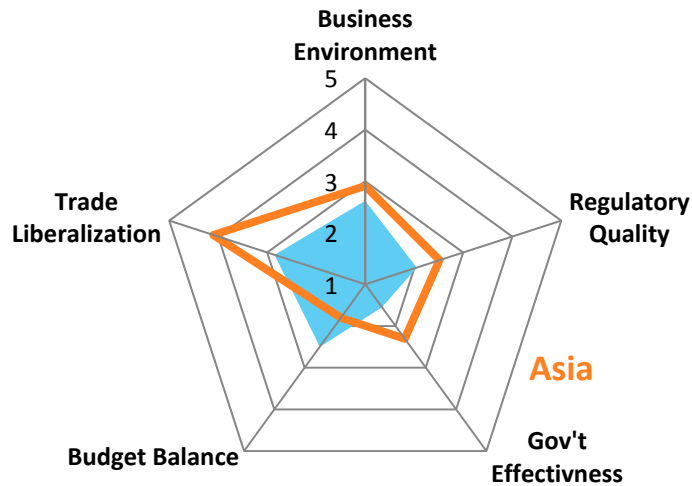 Business
Environment
5
4
3
2
1
Trade
Liberalization
Regulatory
Quality
Asia
Budget Balance
Gov't
Effectivness